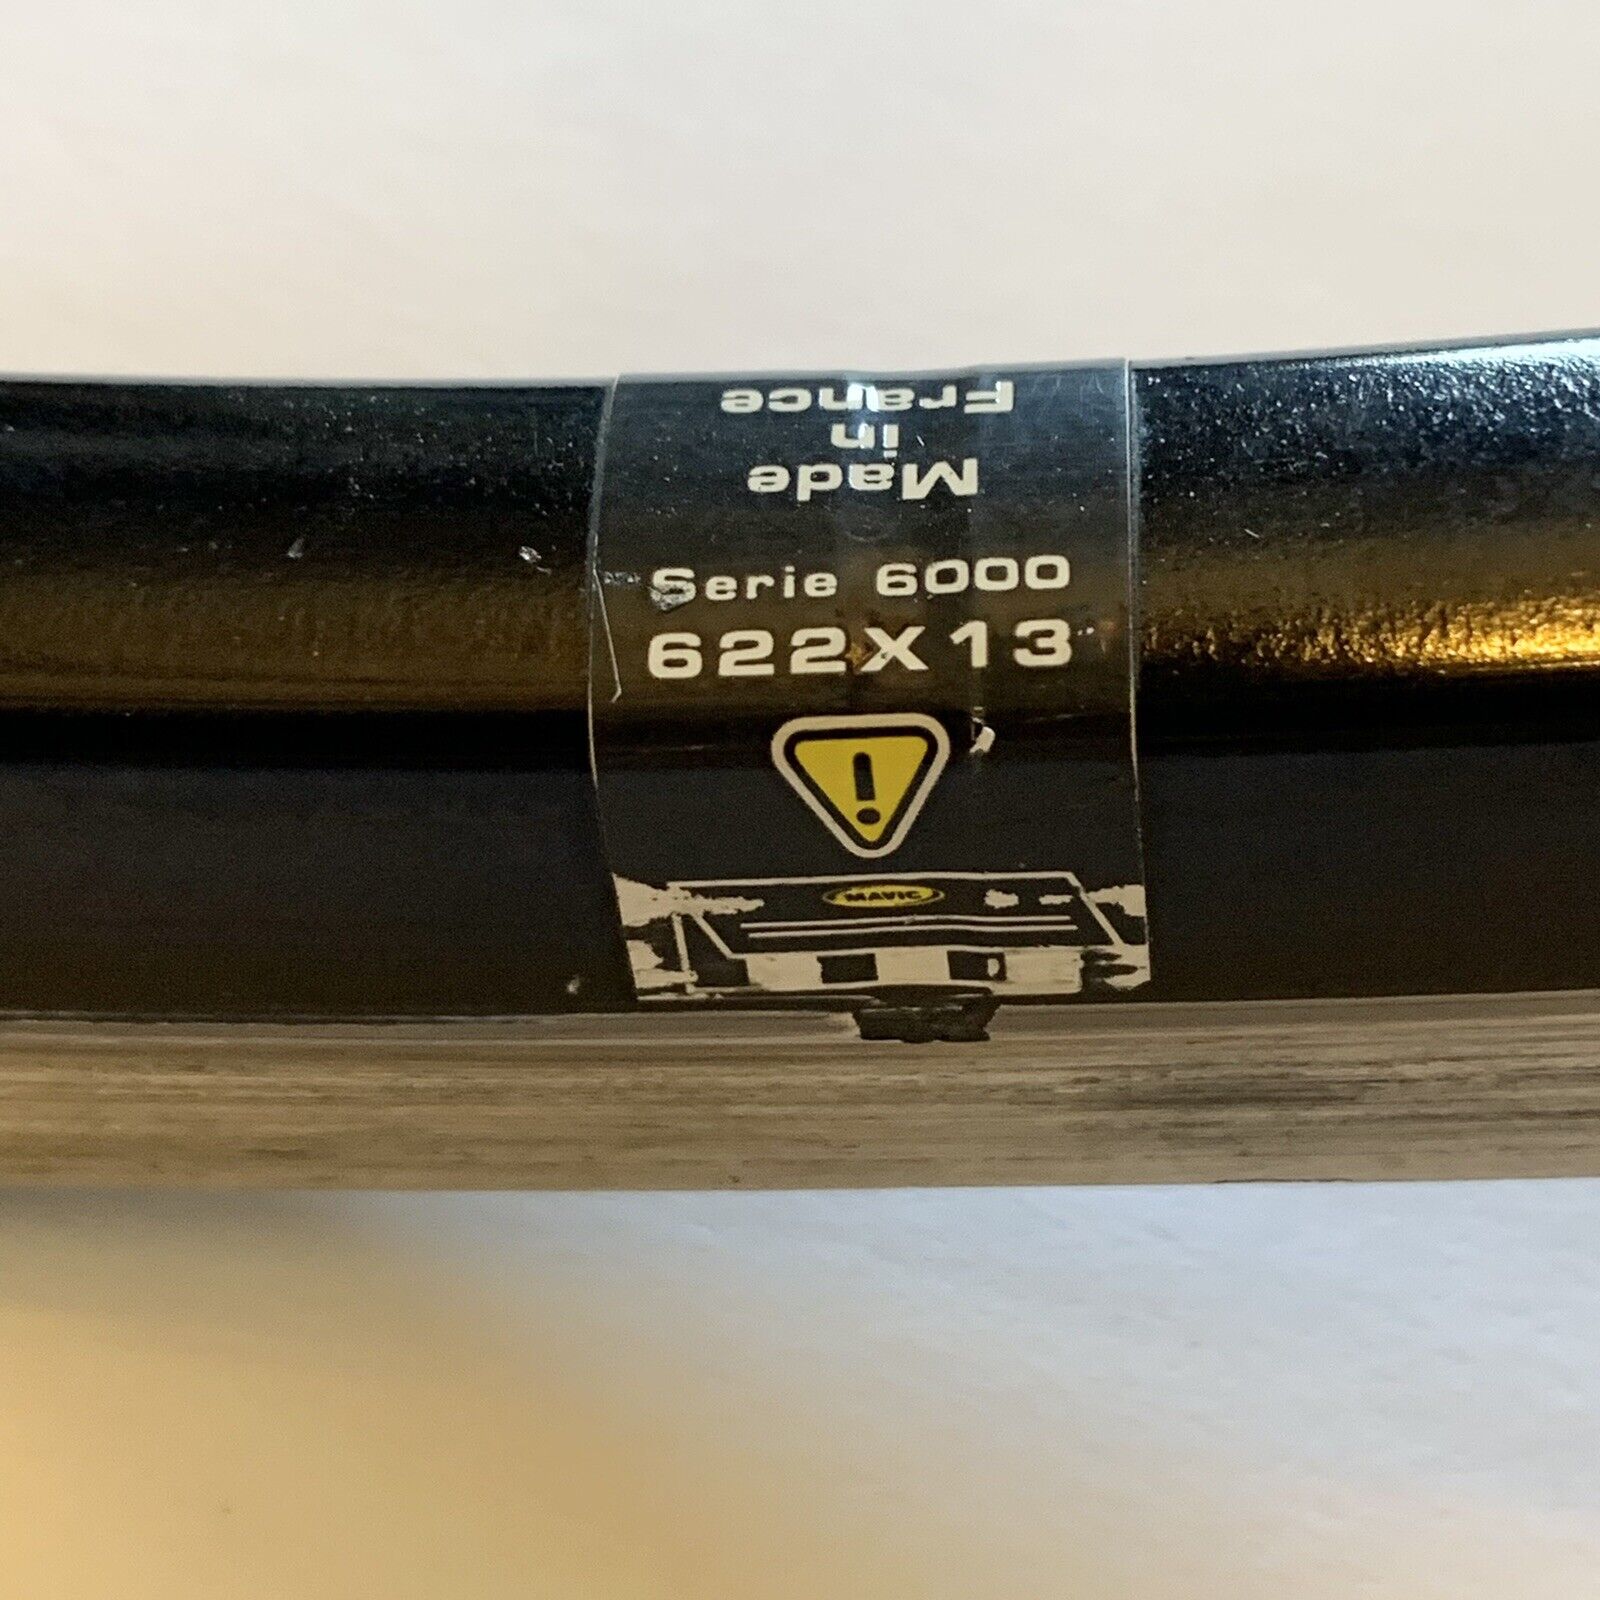 Made
in
France
Serie 6000
622X13
!
MAVIC